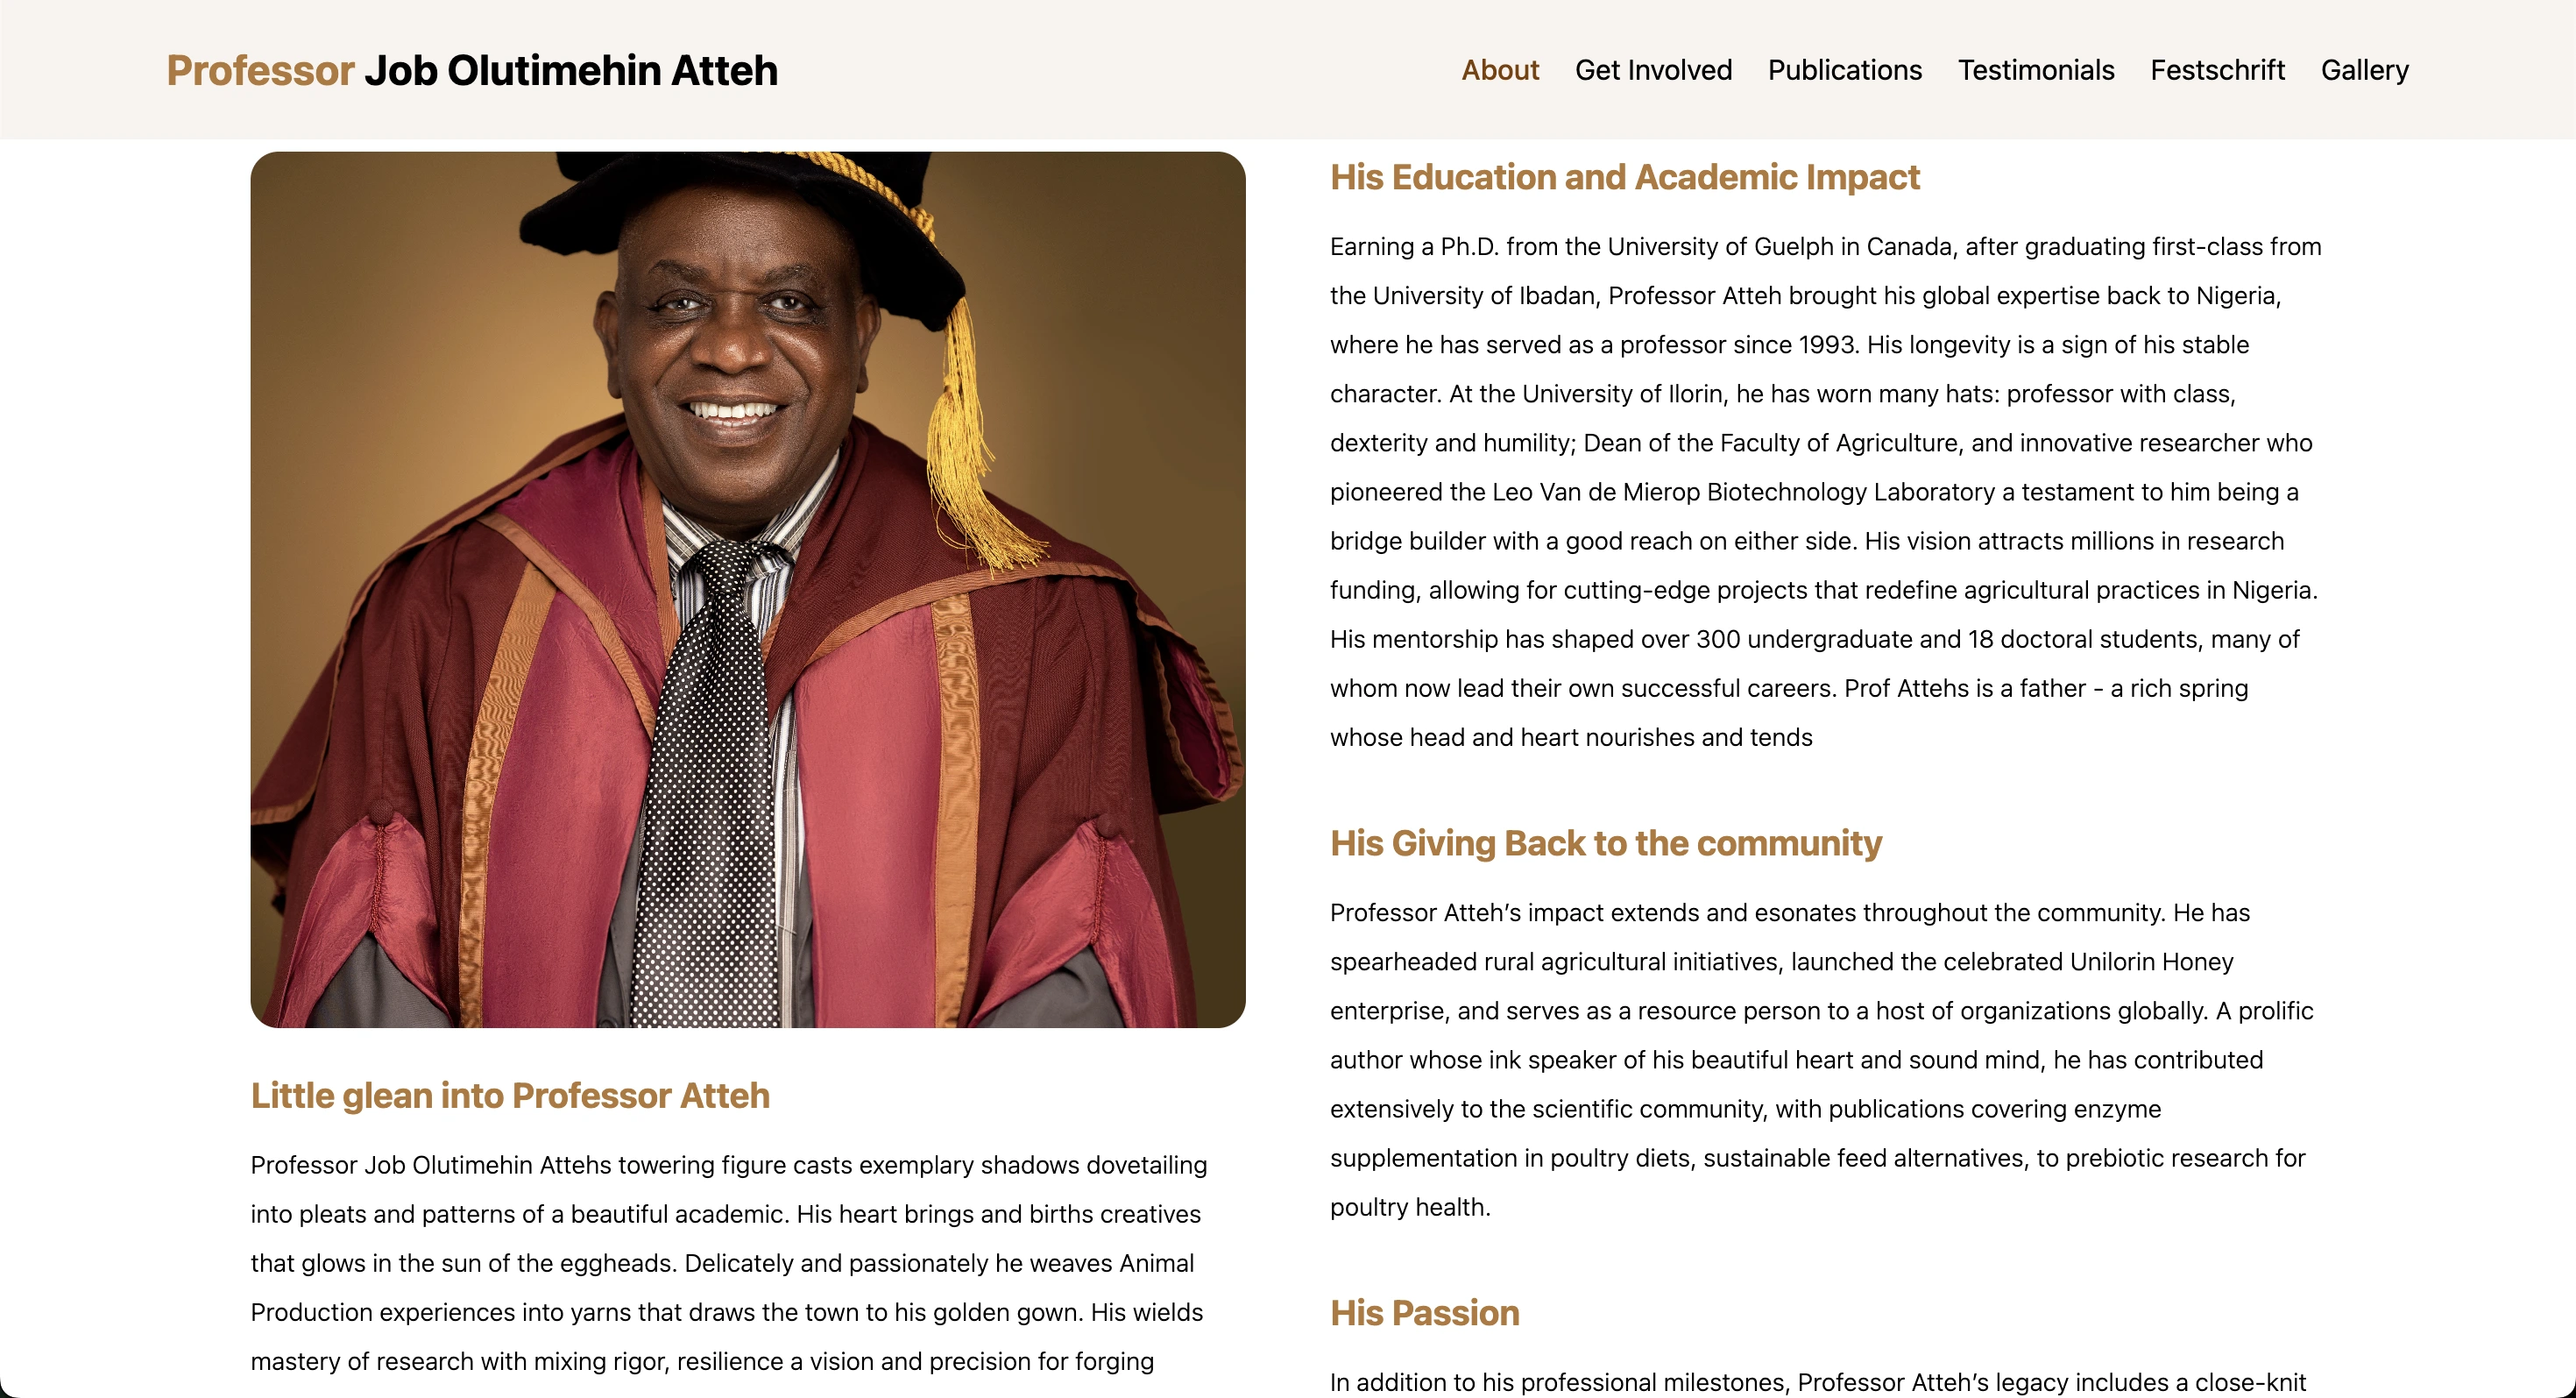 Professor Job Olutimehin Atteh
About Get Involved Publications Testimonials Festschrift Gallery
Little glean into Professor Atteh
Professor Job Olutimehin Attehs towering figure casts exemplary shadows dovetailing
into pleats and patterns of a beautiful academic. His heart brings and births creatives
that glows in the sun of the eggheads. Delicately and passionately he weaves Animal
Production experiences into yarns that draws the town to his golden gown. His wields
mastery of research with mixing rigor, resilience a vision and precision for forging
His Education and Academic Impact
Earning a Ph.D. from the University of Guelph in Canada, after graduating first-class from
the University of Ibadan, Professor Atteh brought his global expertise back to Nigeria,
where he has served as a professor since 1993. His longevity is a sign of his stable
character. At the University of Ilorin, he has worn many hats: professor with class,
dexterity and humility; Dean of the Faculty of Agriculture, and innovative researcher who
pioneered the Leo Van de Mierop Biotechnology Laboratory a testament to him being a
bridge builder with a good reach on either side. His vision attracts millions in research
funding, allowing for cutting-edge projects that redefine agricultural practices in Nigeria.
His mentorship has shaped over 300 undergraduate and 18 doctoral students, many of
whom now lead their own successful careers. Prof Attehs is a father - a rich spring
whose head and heart nourishes and tends
His Giving Back to the community
Professor Atteh’s impact extends and esonates throughout the community. He has
spearheaded rural agricultural initiatives, launched the celebrated Unilorin Honey
enterprise, and serves as a resource person to a host of organizations globally. A prolific
author whose ink speaker of his beautiful heart and sound mind, he has contributed
extensively to the scientific community, with publications covering enzyme
supplementation in poultry diets, sustainable feed alternatives, to prebiotic research for
poultry health.
His Passion
In addition to his professional milestones, Professor Atteh’s legacy includes a close-knit